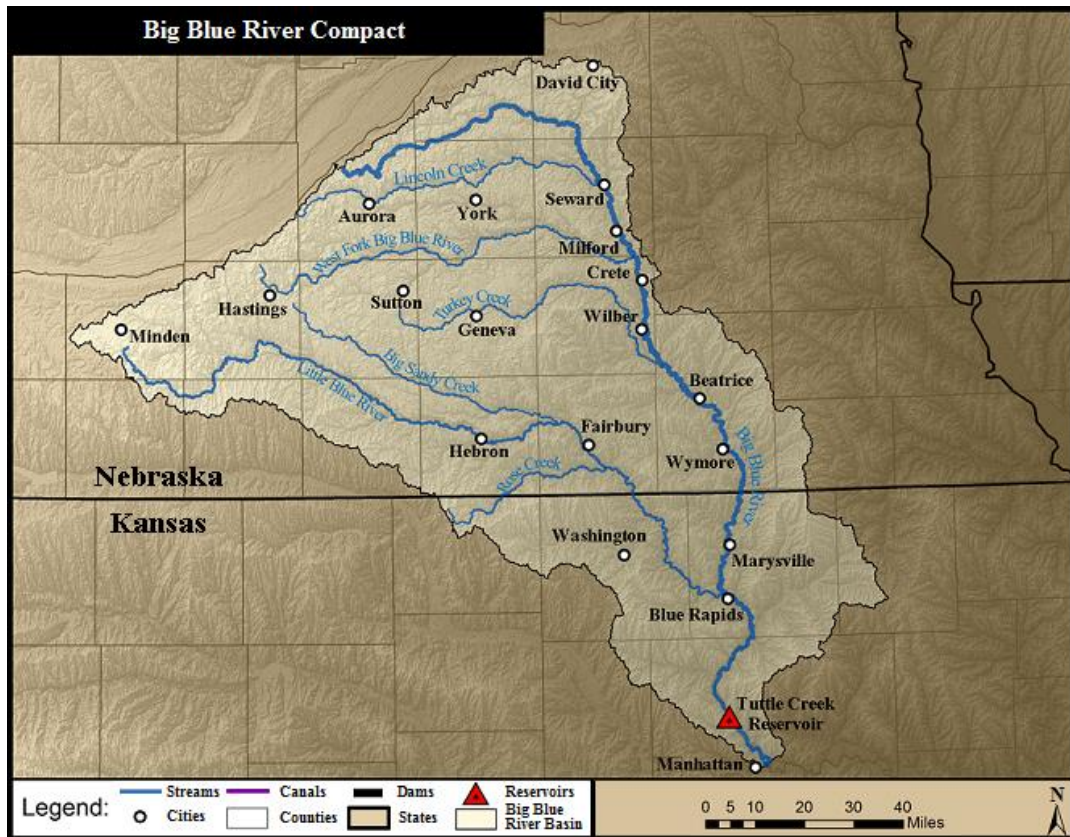 Big Blue River Compact
David City
Lincoln Creek
Seward
Aurora
York
Milford
West Fork Big Blue River
Crete
Hastings
Sutton
Turkey Creek
Geneva
Wilber
Minden
Big Sandy Creek
Beatrice
Little Blue River
Hebron
Fairbury
Wymore
Big Blue River
Rose Creek
Nebraska
Kansas
Washington
Marysville
Blue Rapids
Tuttle Creek
Reservoir
Manhattan
Legend:
Streams
Canals
Dams
Reservoirs
Cities
Counties
States
Big Blue
River Basin
0 5 10 20 30 40
Miles
N